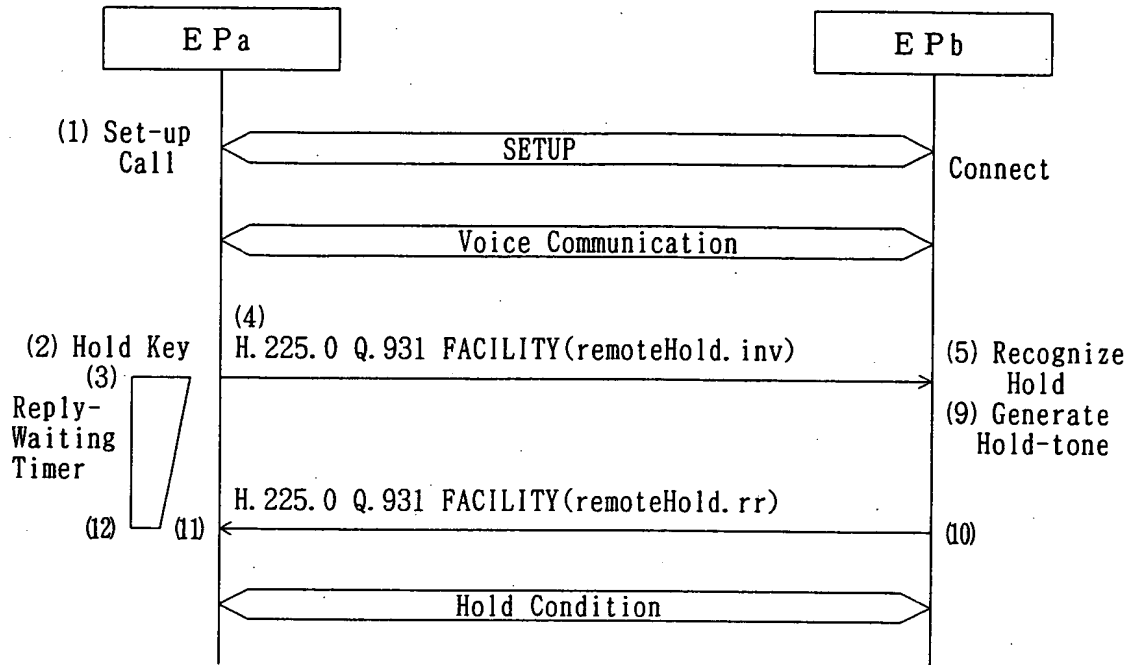 E P a
E P b
(1) Set-up
Call
SETUP
Connect
Voice Communication
(4)
(2) Hold Key
H. 225. 0 Q. 931 FACILITY(remoteHold. inv)
(5) Recognize
Hold
(3)
Reply-
Waiting
Timer
(9) Generate
Hold-tone
H. 225. 0 Q. 931 FACILITY(remoteHold. rr)
(12)
(11)
(10)
Hold Condition